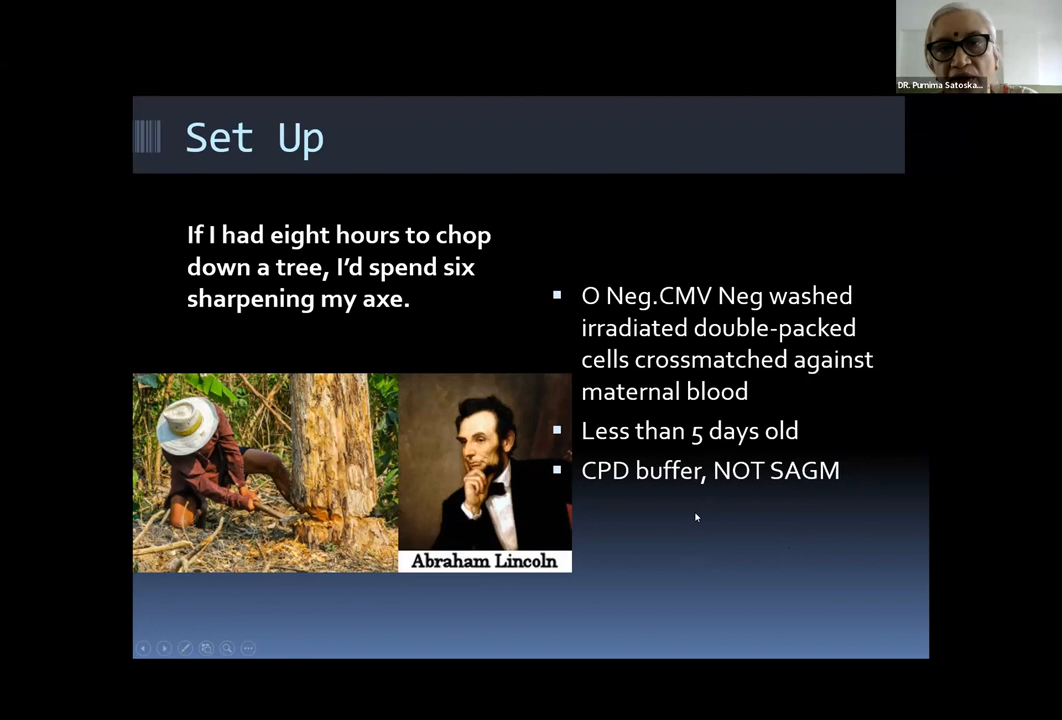 DR. Purnima Satoska...
Set Up
If I had eight hours to chop
down a tree, I'd spend six
sharpening my axe.
O Neg.CMV Neg washed
irradiated double-packed
cells crossmatched against
maternal blood
Less than 5 days old
CPD buffer, NOT SAGM
Abraham Lincoln